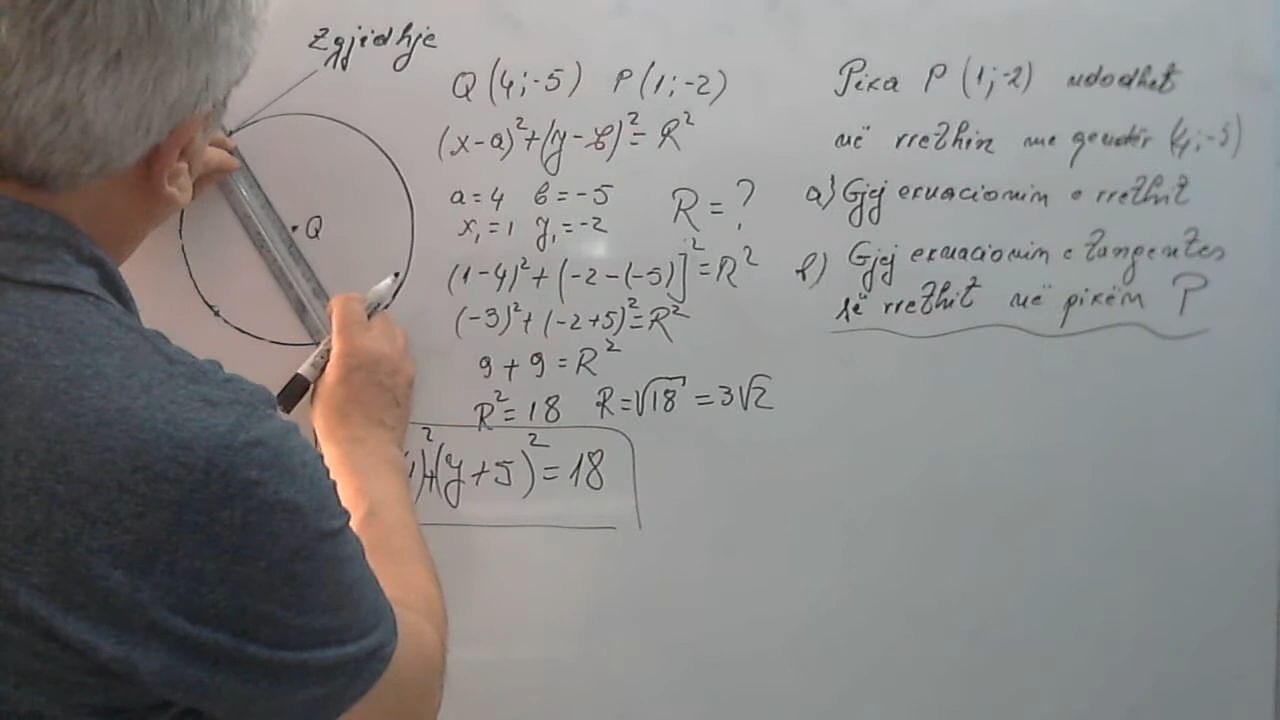 Zgjidhje
Q
Q (4;-5) P(1;-2)
(x-a)²+(y-b)²=R²
a=4 b=-5
x₁=1 y₁=-2
R=?
(1-4)²+(-2-(-5)]²=R²
(-3)²+(-2+5)²=R²
9+9=R²
R²=18 R=√18=3√2
)²+(y+5)²=18
Pika P (1;-2) ndodhet
në rrethin me qendër (4;-5)
a) Gjej ekuacionin e rrethit
b) Gjej ekuacionin e tangentes
së rrethit në pikën P